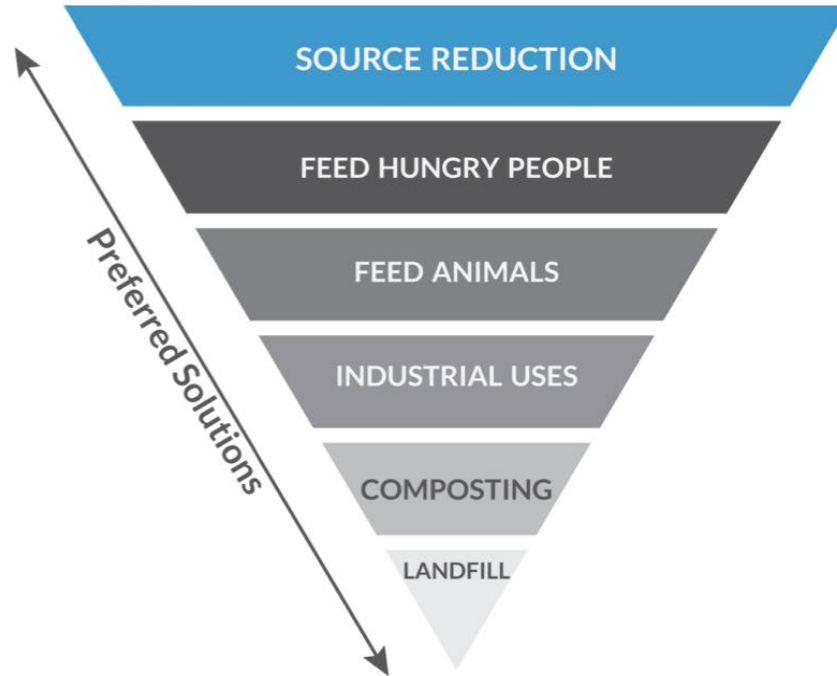 SOURCE REDUCTION
FEED HUNGRY PEOPLE
FEED ANIMALS
INDUSTRIAL USES
COMPOSTING
LANDFILL
Preferred Solutions